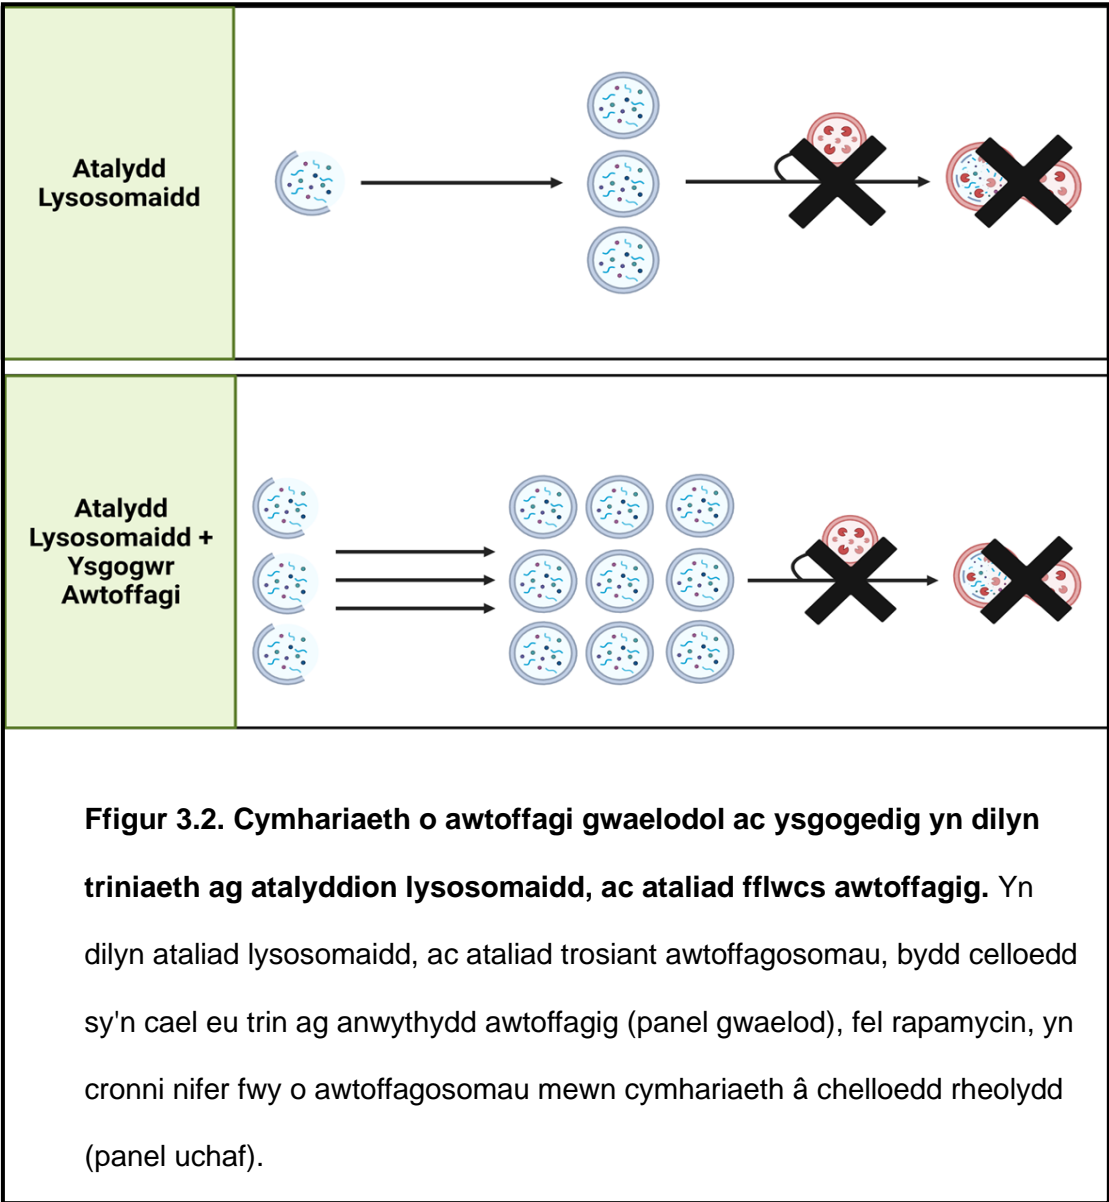 Atalydd
Lysosomaidd
Atalydd
Lysosomaidd +
Ysgogwr
Awtoffagi
Ffigur 3.2. Cymhariaeth o awtoffagi gwaelodol ac ysgogedig yn dilyn
triniaeth ag atalyddion lysosomaidd, ac ataliad fflwcs awtoffagig. Yn
dilyn ataliad lysosomaidd, ac ataliad trosiant awtoffagosomau, bydd celloedd
sy'n cael eu trin ag anwythydd awtoffagig (panel gwaelod), fel rapamycin, yn
cronni nifer fwy o awtoffagosomau mewn cymhariaeth â chelloedd rheolydd
(panel uchaf).